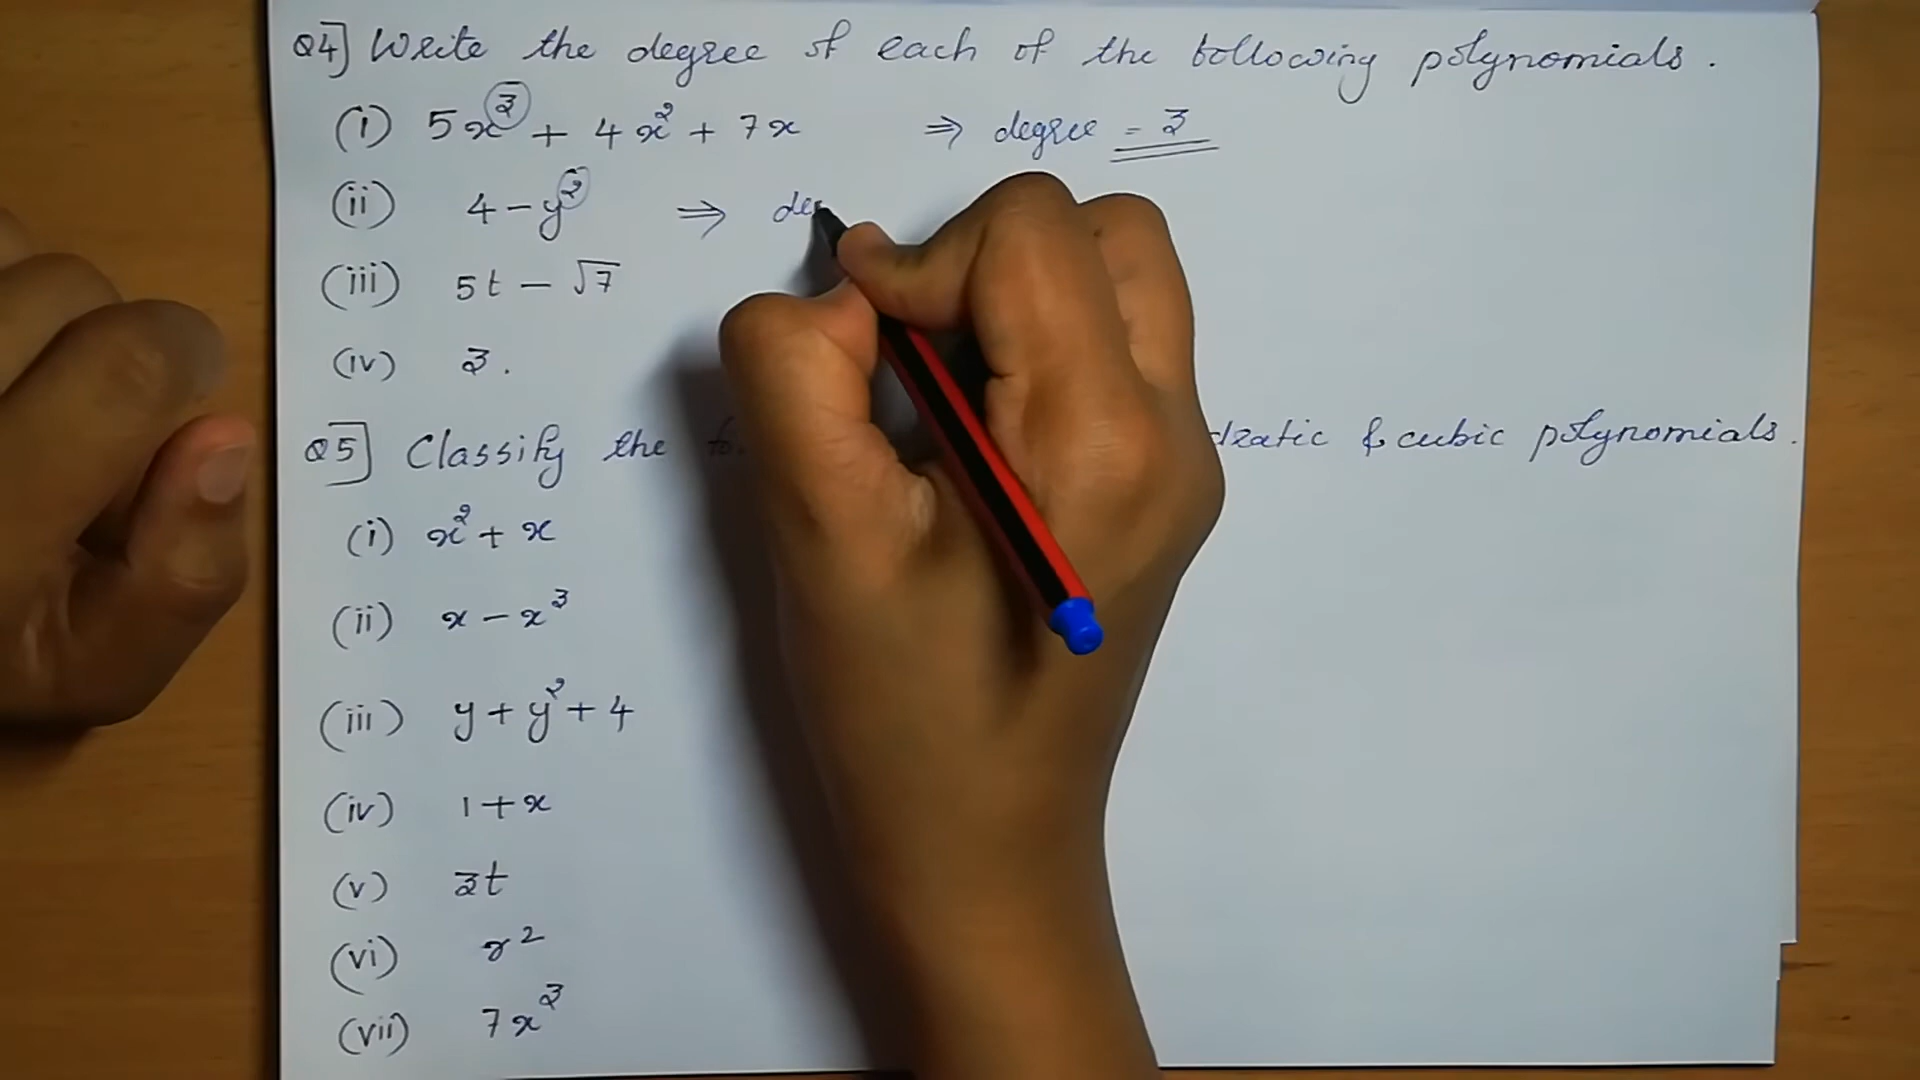 Q4] Write the degree of each of the following polynomials.
(i) 5x³ + 4x² + 7x ⇒ degree = 3
(ii) 4 - y² ⇒ deg
(iii) 5t - √7
(iv) 3.
Q5] Classify the & cubic polynomials.
(i) x² + x
(ii) x - x³
(iii) y + y² + 4
(iv) 1 + x
(v) 3t
(vi) r²
(vii) 7x³